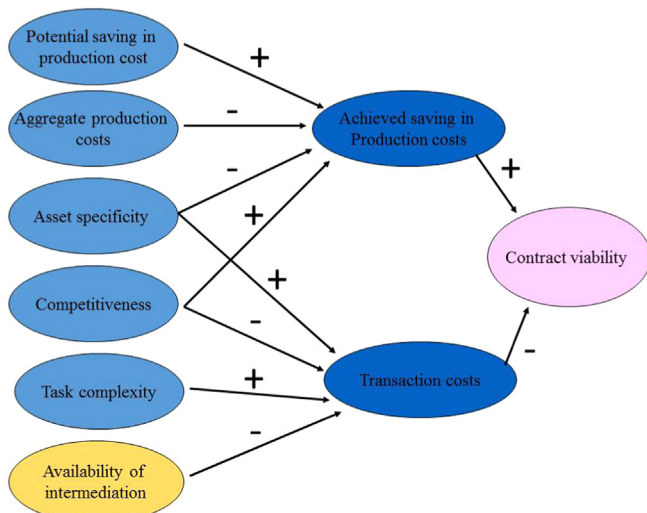 Potential saving in
production cost
+
Aggregate production
costs
-
Achieved saving in
Production costs
-
+
Asset specificity
+
Contract viability
+
Competitiveness
-
-
Task complexity
+
Transaction costs
-
Availability of
intermediation